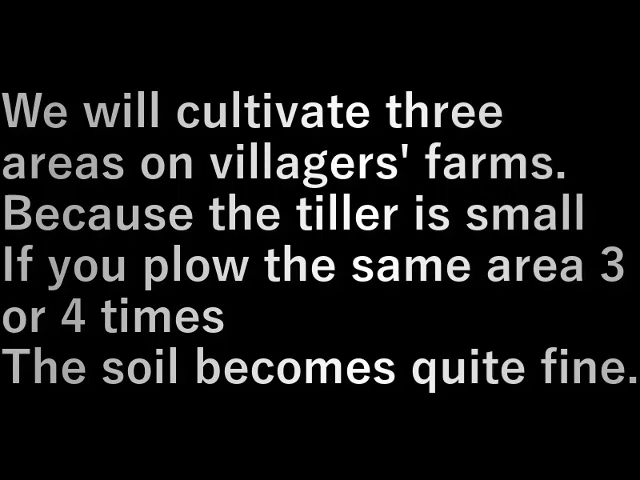 We will cultivate three
areas on villagers' farms.
Because the tiller is small
If you plow the same area 3
or 4 times
The soil becomes quite fine.